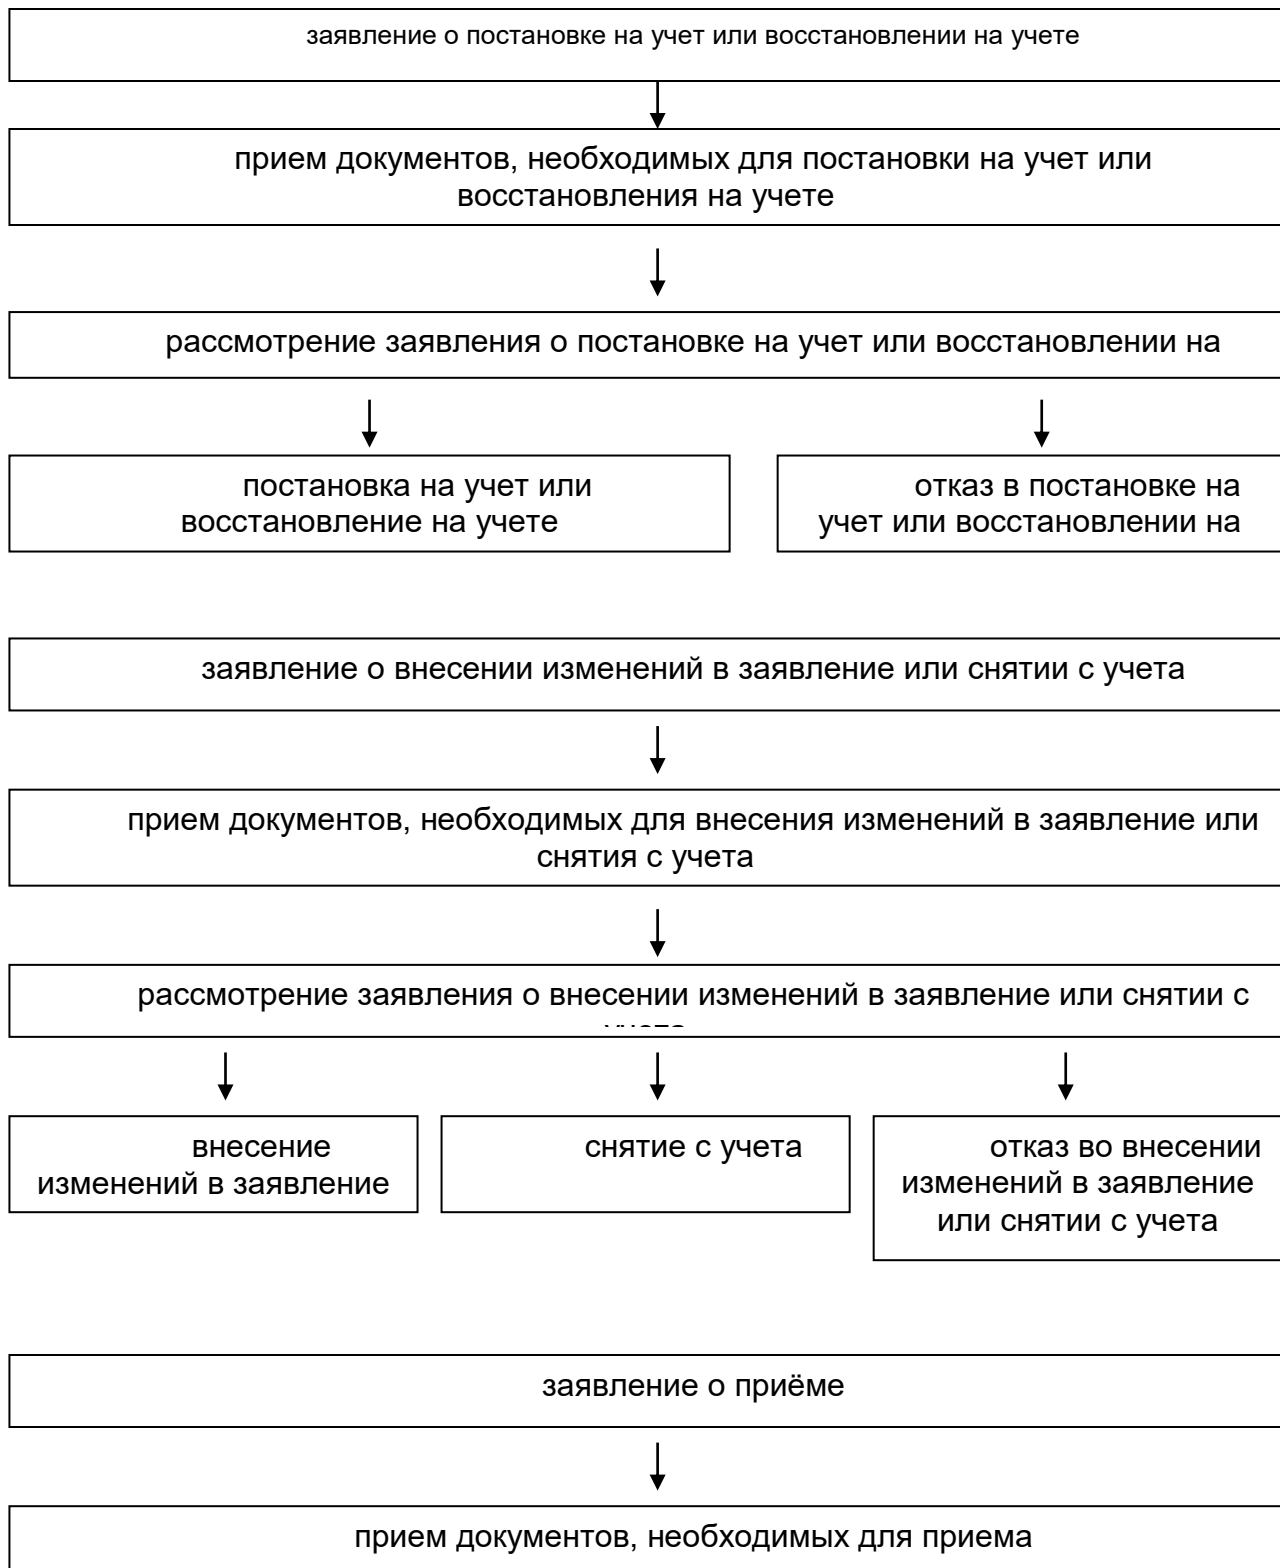 заявление о постановке на учет или восстановлении на учете
прием документов, необходимых для постановки на учет или
восстановления на учете
рассмотрение заявления о постановке на учет или восстановлении на
постановка на учет или
восстановление на учете
отказ в постановке на
учет или восстановлении на
заявление о внесении изменений в заявление или снятии с учета
прием документов, необходимых для внесения изменений в заявление или
снятия с учета
рассмотрение заявления о внесении изменений в заявление или снятии с
учета
внесение
изменений в заявление
снятие с учета
отказ во внесении
изменений в заявление
или снятии с учета
заявление о приёме
прием документов, необходимых для приема